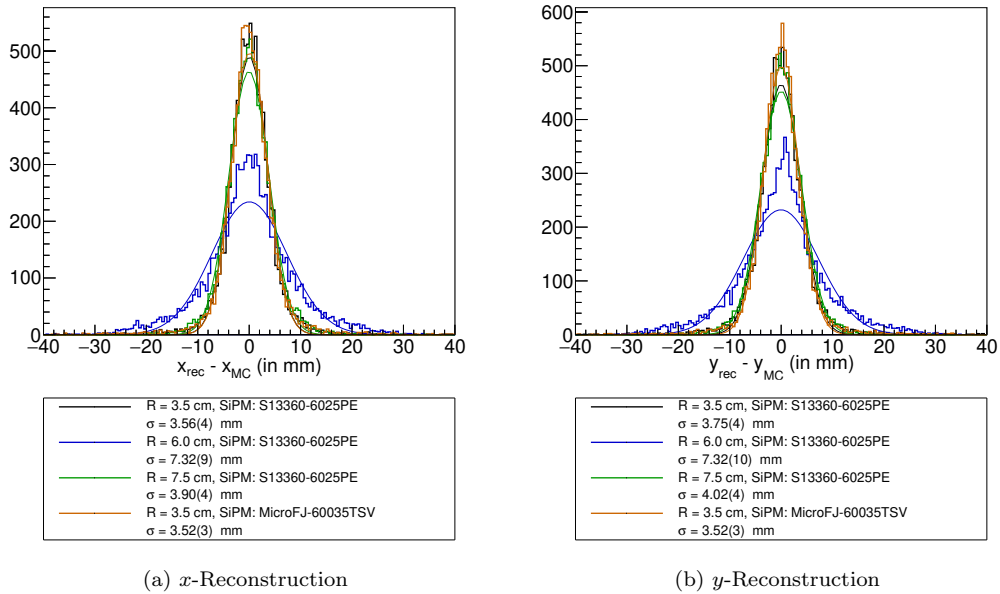 500
400
300
200
100
0
−40 −30 −20 −10 0 10 20 30 40
x_rec - x_MC (in mm)
R = 3.5 cm, SiPM: S13360-6025PE
σ = 3.56(4) mm
R = 6.0 cm, SiPM: S13360-6025PE
σ = 7.32(9) mm
R = 7.5 cm, SiPM: S13360-6025PE
σ = 3.90(4) mm
R = 3.5 cm, SiPM: MicroFJ-60035TSV
σ = 3.52(3) mm
(a) x-Reconstruction
600
500
400
300
200
100
0
−40 −30 −20 −10 0 10 20 30 40
y_rec - y_MC (in mm)
R = 3.5 cm, SiPM: S13360-6025PE
σ = 3.75(4) mm
R = 6.0 cm, SiPM: S13360-6025PE
σ = 7.32(10) mm
R = 7.5 cm, SiPM: S13360-6025PE
σ = 4.02(4) mm
R = 3.5 cm, SiPM: MicroFJ-60035TSV
σ = 3.52(3) mm
(b) y-Reconstruction